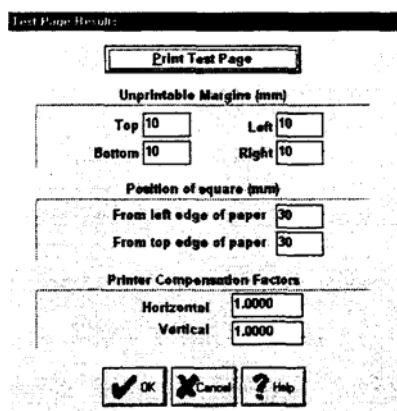 Test Page Results
Print Test Page
Unprintable Margins (mm)
Top 10 Left 10
Bottom 10 Right 10
Position of square (mm)
From left edge of paper 30
From top edge of paper 30
Printer Compensation Factors
Horizontal 1.0000
Vertical 1.0000
OK Cancel ? Help